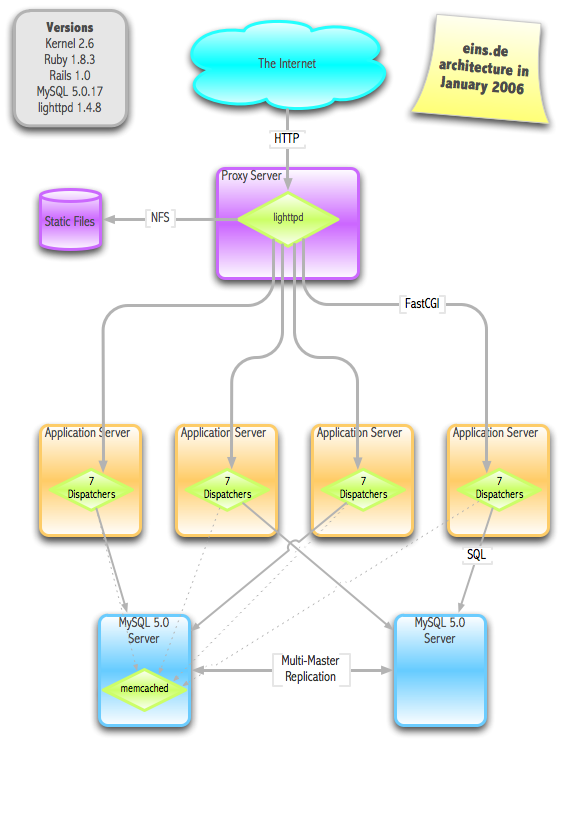 Versions
Kernel 2.6
Ruby 1.8.3
Rails 1.0
MySQL 5.0.17
lighttpd 1.4.8
The Internet
eins.de
architecture in
January 2006
HTTP
Proxy Server
lighttpd
NFS
Static Files
FastCGI
Application Server
7
Dispatchers
Application Server
7
Dispatchers
Application Server
7
Dispatchers
Application Server
7
Dispatchers
SQL
MySQL 5.0
Server
memcached
Multi-Master
Replication
MySQL 5.0
Server